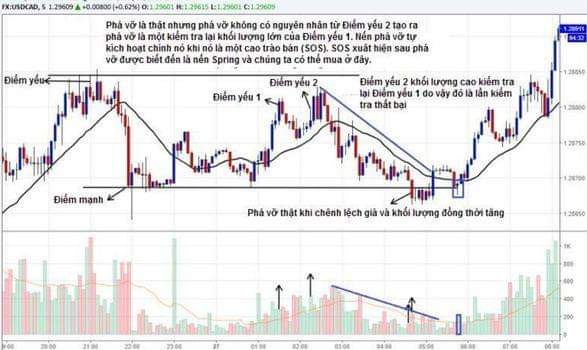 FX:USDCAD, 5 1.29609 ▲ +0.00800 (+0.62%) O:1.29601 H:1.29615 L:1.29601 C:1.29609
Phá vỡ là thật nhưng phá vỡ không có nguyên nhân từ Điểm yếu 2 tạo ra
phá vỡ là một kiểm tra lại khối lượng lớn của Điểm yếu 1. Nến phá vỡ tự
kích hoạt chính nó khi nó là một cao trào bán (SOS). SOS xuất hiện sau phá
vỡ được biết đến là nến Spring và chúng ta có thể mua ở đây.
1.28911
04:32
Điểm yếu
Điểm yếu 2
Điểm yếu 1
Điểm yếu 2 khối lượng cao kiểm tra
lại Điểm yếu 1 do vậy đó là lần kiểm
tra thất bại
1.28850
1.28800
1.28750
1.28700
1.28650
Điểm mạnh
Phá vỡ thật khi chênh lệch giá và khối lượng đồng thời tăng
1K
800
600
400
200
0
9:00 20:00 21:00 22:00 23:00 21 01:00 02:00 03:00 04:00 05:00 06:00 07:00 08:00